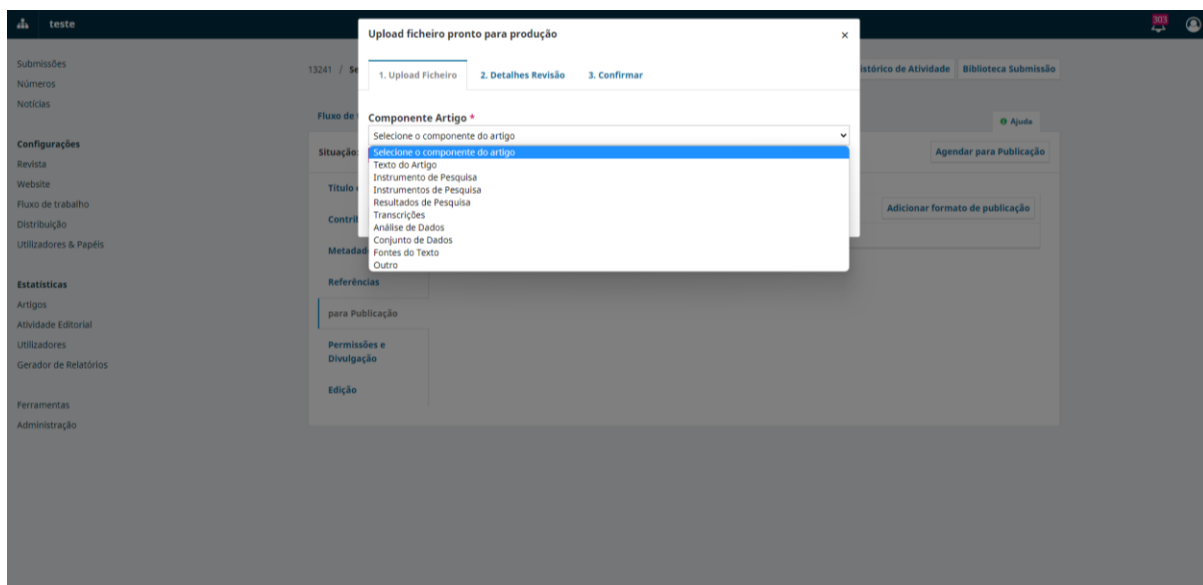 teste
303
Upload ficheiro pronto para produção
×
1. Upload Ficheiro
2. Detalhes Revisão
3. Confirmar
Componente Artigo *
Selecione o componente do artigo
Selecione o componente do artigo
Texto do Artigo
Instrumento de Pesquisa
Instrumentos de Pesquisa
Resultados de Pesquisa
Transcrições
Análise de Dados
Conjunto de Dados
Fontes do Texto
Outro
Submissões
Números
Notícias
Configurações
Revista
Website
Fluxo de trabalho
Distribuição
Utilizadores & Papéis
Estatísticas
Artigos
Atividade Editorial
Utilizadores
Gerador de Relatórios
Ferramentas
Administração
13241 / Se
istórico de Atividade
Biblioteca Submissão
Fluxo de
Ajuda
Situação:
Agendar para Publicação
Título
Contri
Metadad
Referências
para Publicação
Permissões e
Divulgação
Edição
Adicionar formato de publicação